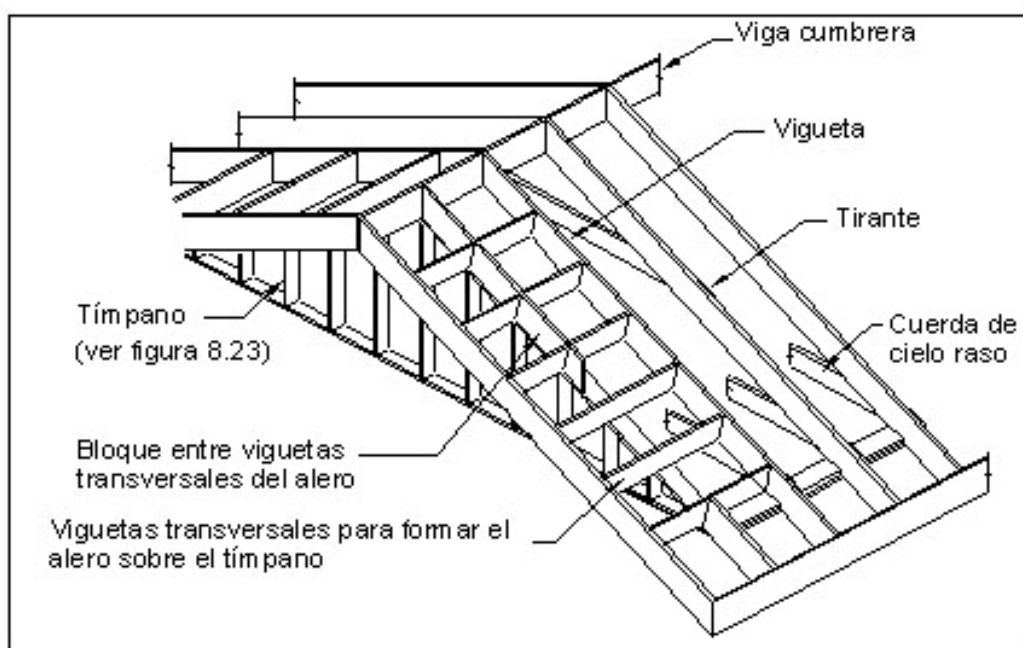 Viga cumbrera
Vigueta
Tirante
Tímpano
(ver figura 8.23)
Cuerda de
cielo raso
Bloque entre viguetas
transversales del alero
Viguetas transversales para formar el
alero sobre el tímpano